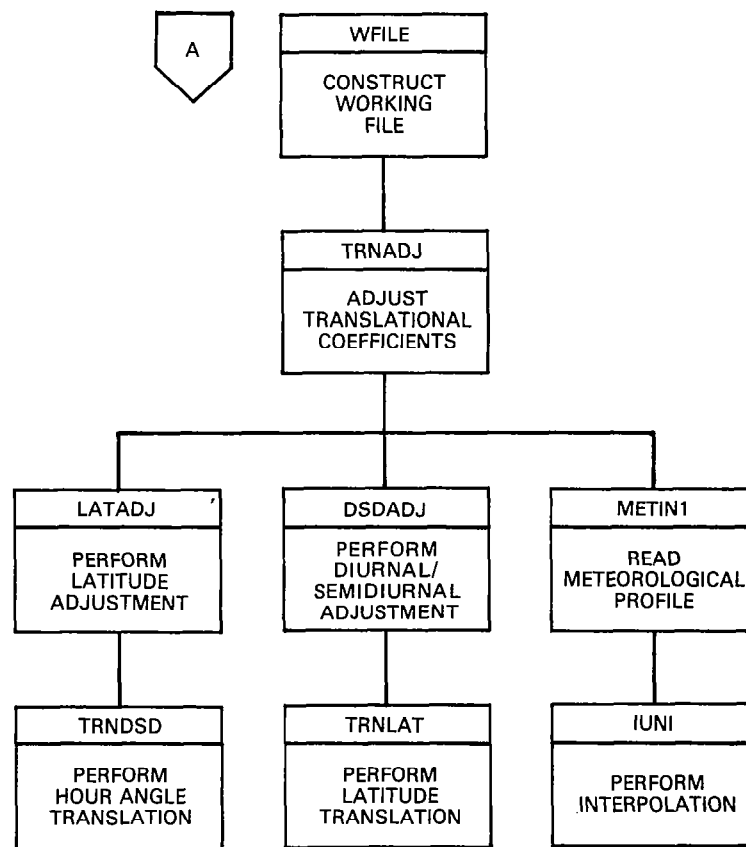 A
WFILE
CONSTRUCT
WORKING
FILE
TRNADJ
ADJUST
TRANSLATIONAL
COEFFICIENTS
LATADJ
PERFORM
LATITUDE
ADJUSTMENT
DSDADJ
PERFORM
DIURNAL/
SEMIDIURNAL
ADJUSTMENT
METIN1
READ
METEOROLOGICAL
PROFILE
TRNDSD
PERFORM
HOUR ANGLE
TRANSLATION
TRNLAT
PERFORM
LATITUDE
TRANSLATION
IUNI
PERFORM
INTERPOLATION